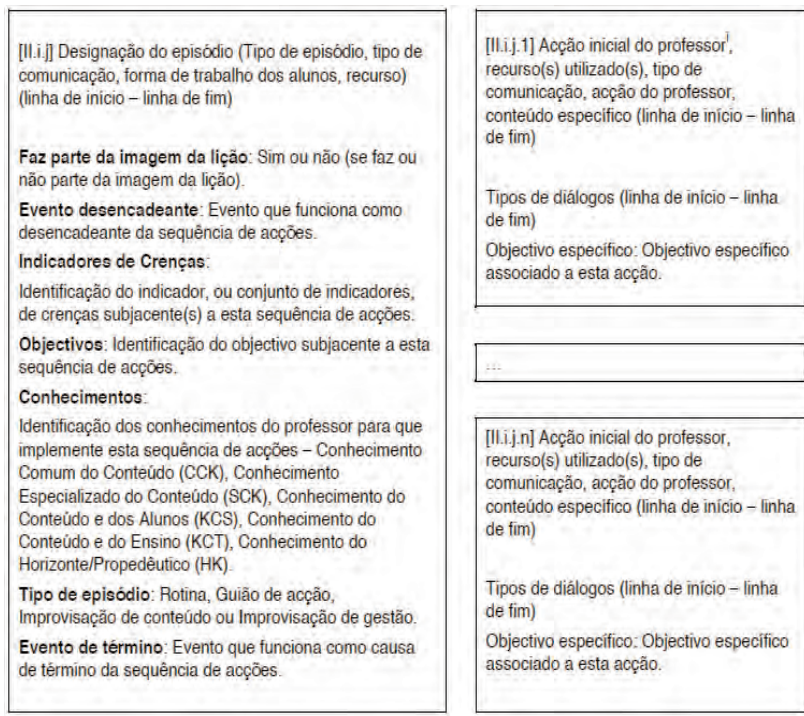 [II.i.j] Designação do episódio (Tipo de episódio, tipo de
comunicação, forma de trabalho dos alunos, recurso)
(linha de início – linha de fim)
Faz parte da imagem da lição: Sim ou não (se faz ou
não parte da imagem da lição).
Evento desencadeante: Evento que funciona como
desencadeante da sequência de acções.
Indicadores de Crenças:
Identificação do indicador, ou conjunto de indicadores,
de crenças subjacente(s) a esta sequência de acções.
Objectivos: Identificação do objectivo subjacente a esta
sequência de acções.
Conhecimentos:
Identificação dos conhecimentos do professor para que
implemente esta sequência de acções – Conhecimento
Comum do Conteúdo (CCK), Conhecimento
Especializado do Conteúdo (SCK), Conhecimento do
Conteúdo e dos Alunos (KCS), Conhecimento do
Conteúdo e do Ensino (KCT), Conhecimento do
Horizonte/Propedêutico (HK).
Tipo de episódio: Rotina, Guião de acção,
Improvisação de conteúdo ou Improvisação de gestão.
Evento de término: Evento que funciona como causa
de término da sequência de acções.
[II.i.j.1] Acção inicial do professor¹,
recurso(s) utilizado(s), tipo de
comunicação, acção do professor,
conteúdo específico (linha de início – linha
de fim)
Tipos de diálogos (linha de início – linha
de fim)
Objectivo específico: Objectivo específico
associado a esta acção.
...
[II.i.j.n] Acção inicial do professor,
recurso(s) utilizado(s), tipo de
comunicação, acção do professor,
conteúdo específico (linha de início – linha
de fim)
Tipos de diálogos (linha de início – linha
de fim)
Objectivo específico: Objectivo específico
associado a esta acção.